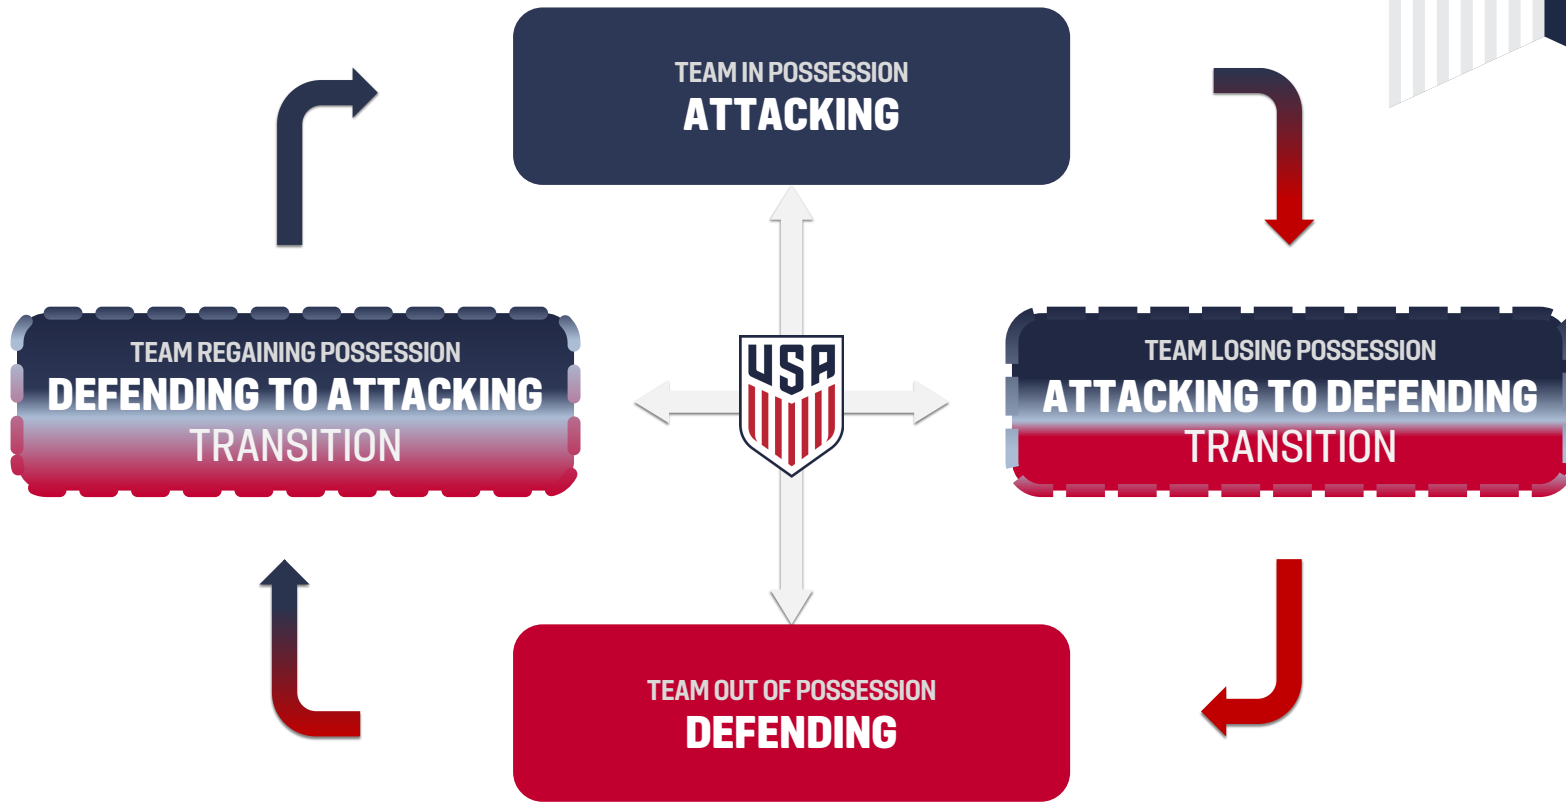 TEAM IN POSSESSION
ATTACKING
TEAM REGAINING POSSESSION
DEFENDING TO ATTACKING
TRANSITION
USA
TEAM LOSING POSSESSION
ATTACKING TO DEFENDING
TRANSITION
TEAM OUT OF POSSESSION
DEFENDING